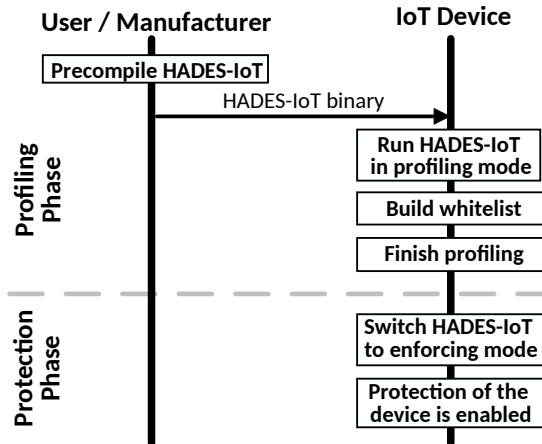 User / Manufacturer
IoT Device
Precompile HADES-IoT
HADES-IoT binary
Run HADES-IoT
in profiling mode
Build whitelist
Finish profiling
Profiling
Phase
Switch HADES-IoT
to enforcing mode
Protection of the
device is enabled
Protection
Phase